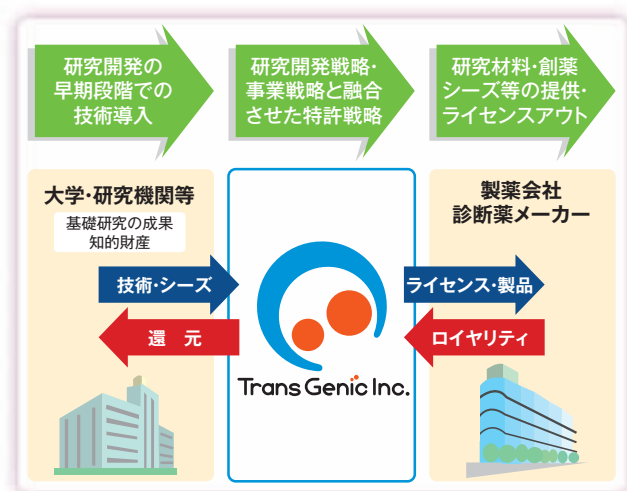 研究開発の
早期段階での
技術導入
研究開発戦略・
事業戦略と融合
させた特許戦略
研究材料・創薬
シーズ等の提供・
ライセンスアウト
大学・研究機関等
基礎研究の成果
知的財産
技術・シーズ
還　元
Trans Genic Inc.
製薬会社
診断薬メーカー
ライセンス・製品
ロイヤリティ